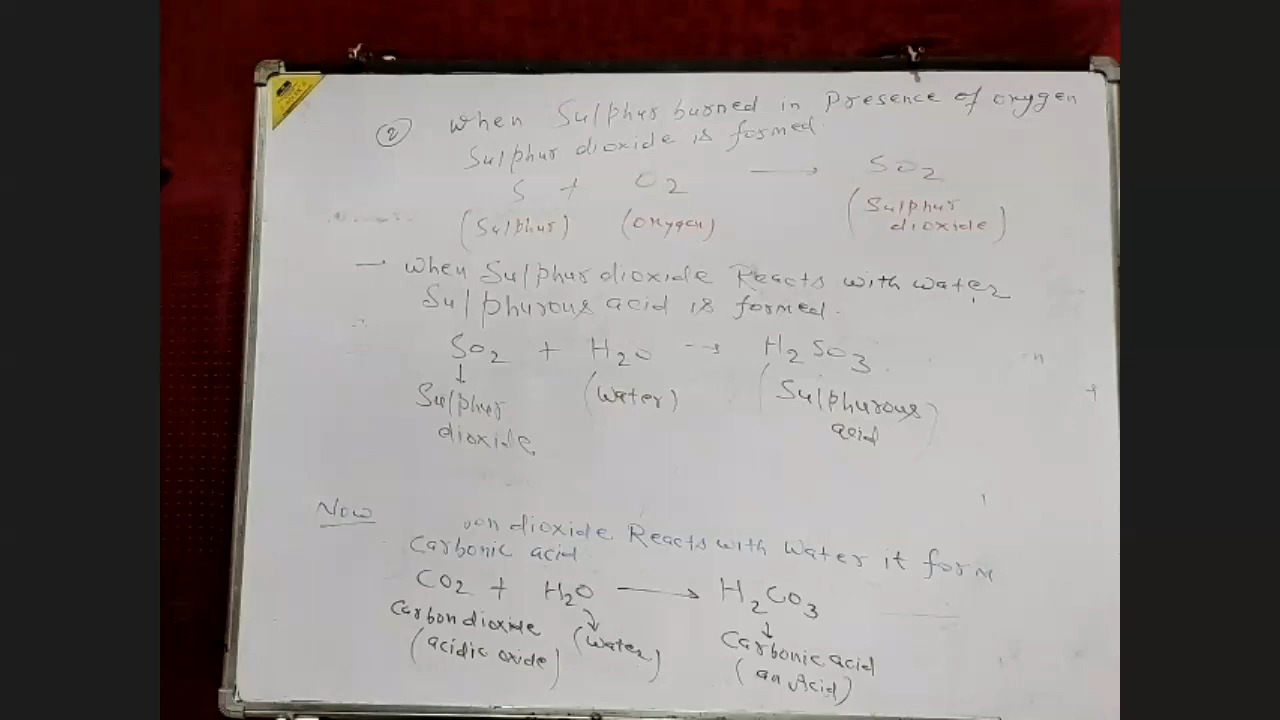 ② When Sulphur burned in Presence of oxygen
Sulphur dioxide is formed.
S + O2 → SO2
(Sulphur) (Oxygen) (Sulphur dioxide)
→ When Sulphur dioxide Reacts with water
Sulphurous acid is formed.
SO2 + H2O → H2SO3.
↓
Sulphur dioxide (Water) (Sulphurous acid)
Now
on dioxide Reacts with Water it form
Carbonic acid
CO2 + H2O → H2CO3
Carbondioxide (Water) Carbonic acid
(acidic oxide) (an Acid)